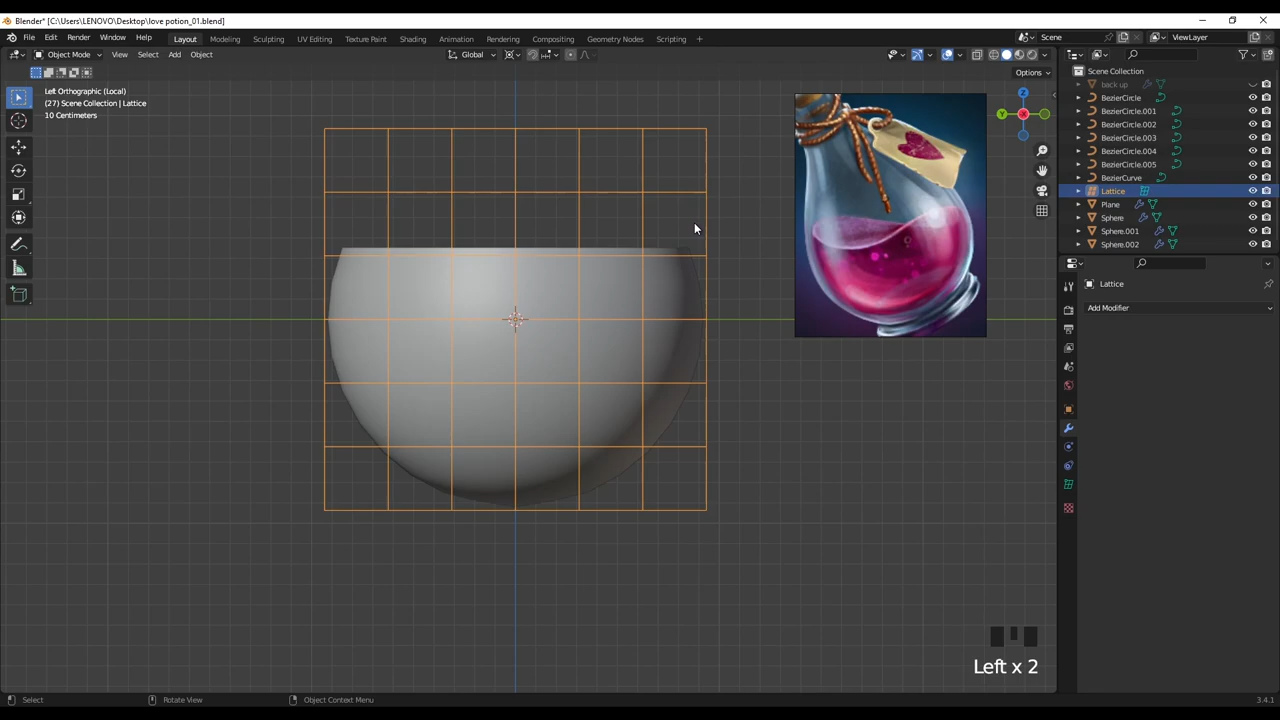 Blender* [C:\Users\LENOVO\Desktop\love potion_01.blend]
File Edit Render Window Help Layout Modeling Sculpting UV Editing Texture Paint Shading Animation Rendering Compositing Geometry Nodes Scripting + Scene ViewLayer
Object Mode View Select Add Object Global
Options
Left Orthographic (Local)
(27) Scene Collection | Lattice
10 Centimeters
Z
Y
Scene Collection
back up
BezierCircle
BezierCircle.001
BezierCircle.002
BezierCircle.003
BezierCircle.004
BezierCircle.005
BezierCurve
Lattice
Plane
Sphere
Sphere.001
Sphere.002
Lattice
Add Modifier
Left x 2
Select Rotate View Object Context Menu 3.4.1